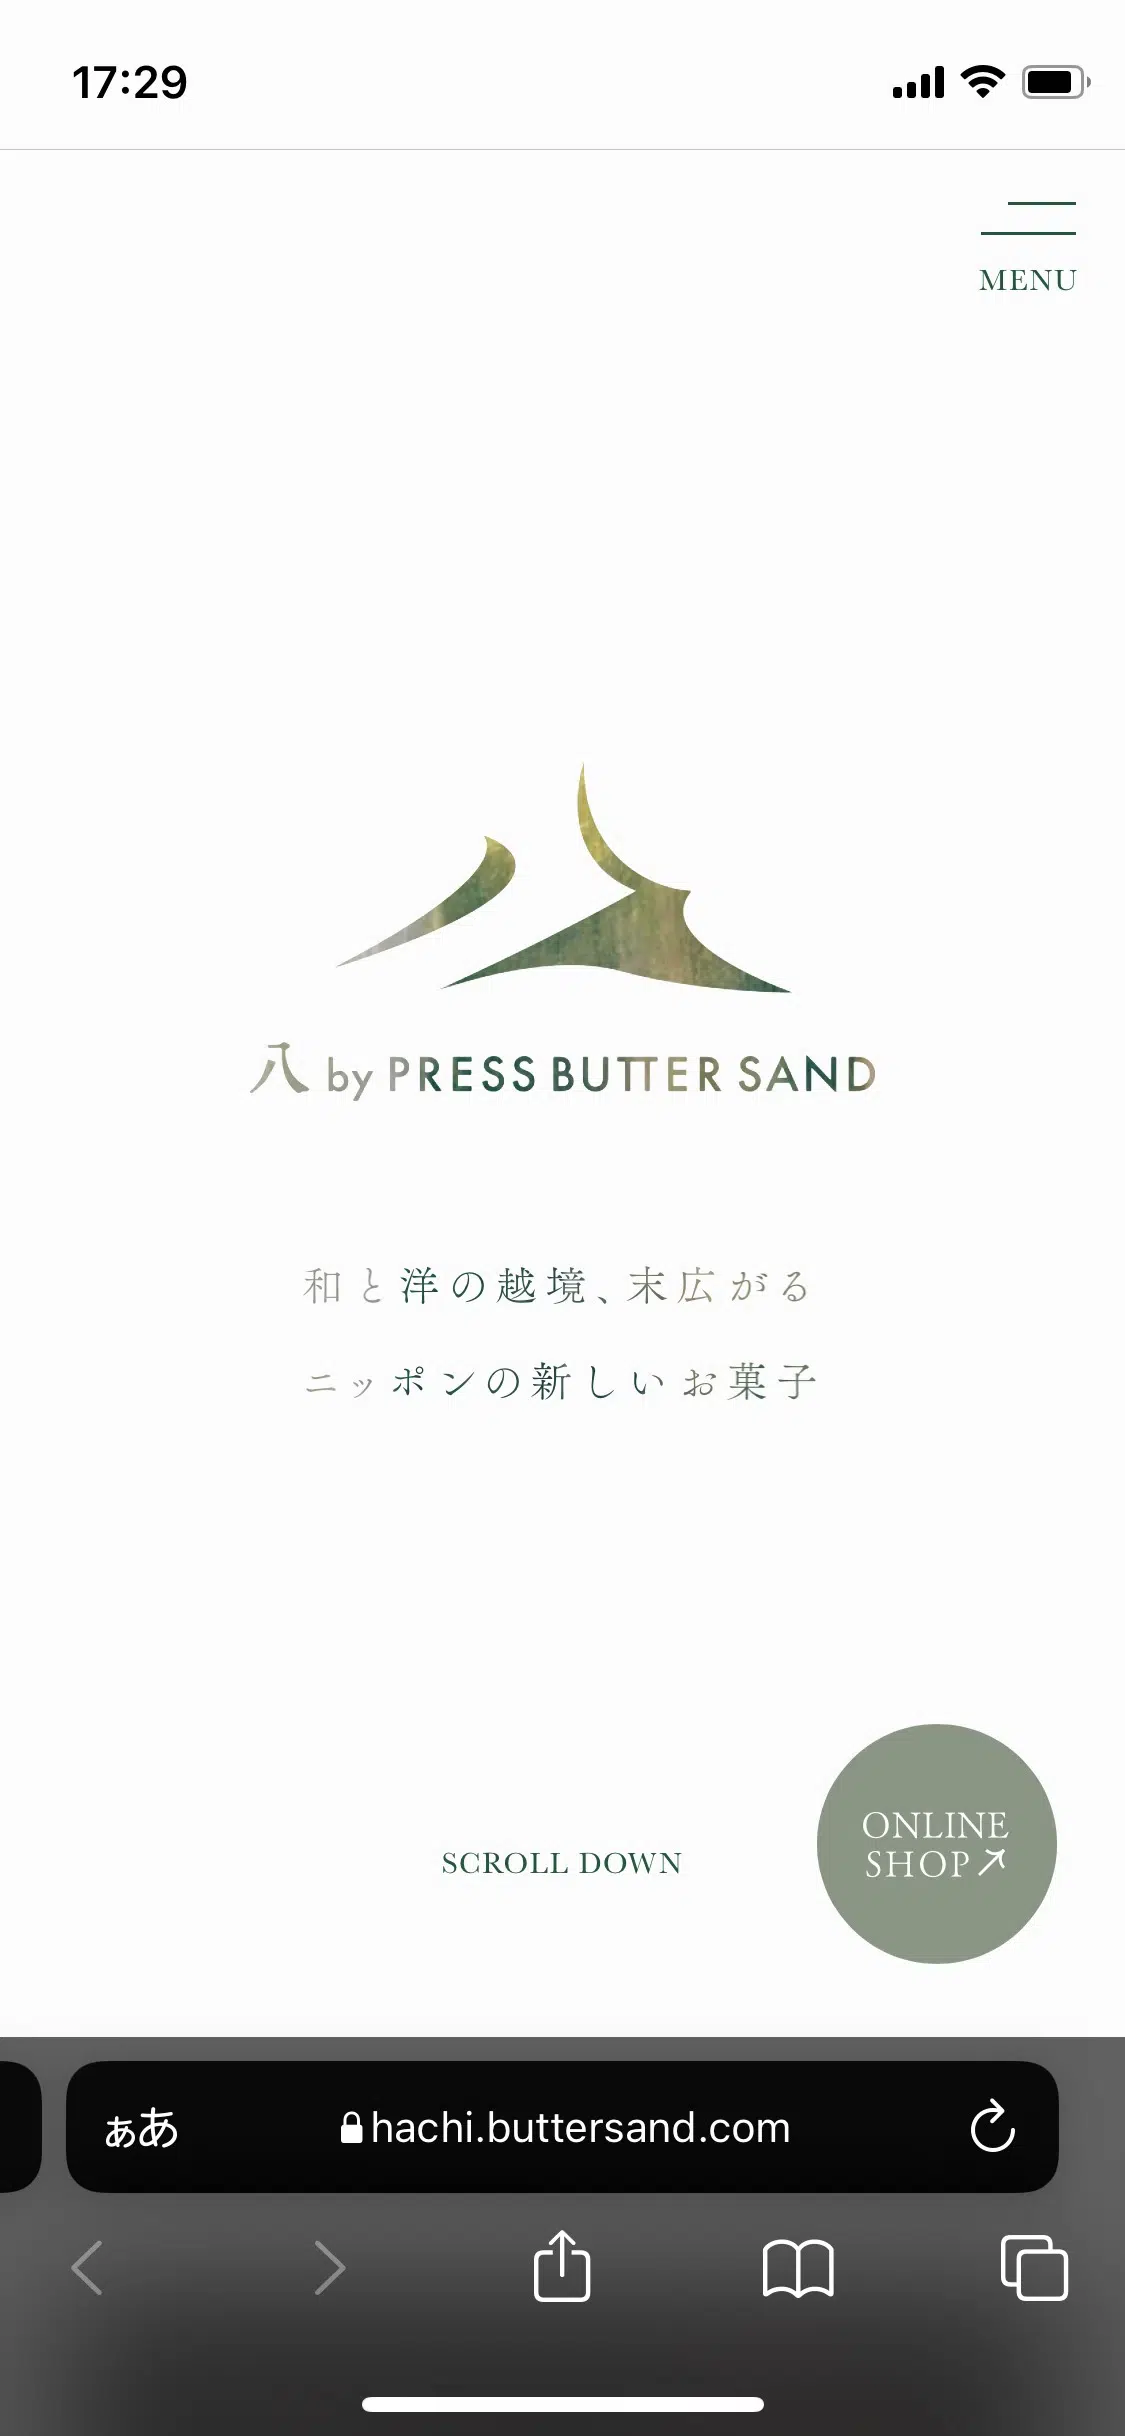 17:29
MENU
八 by PRESS BUTTER SAND
和と洋の越境、末広がる
ニッポンの新しいお菓子
SCROLL DOWN
ONLINE
SHOP↗
ぁあ
hachi.buttersand.com